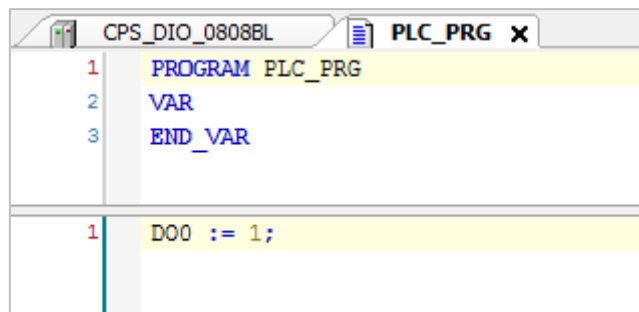 CPS_DIO_0808BL PLC_PRG X
1 PROGRAM PLC_PRG
2 VAR
3 END_VAR
1 DO0 := 1;